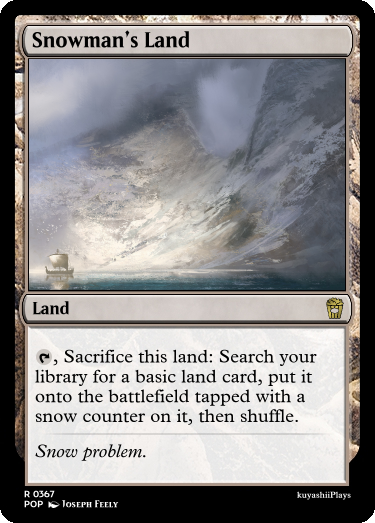 Snowman's Land
Land
, Sacrifice this land: Search your
library for a basic land card, put it
onto the battlefield tapped with a
snow counter on it, then shuffle.
Snow problem.
R 0367
POP Joseph Feely
kuyashiiPlays